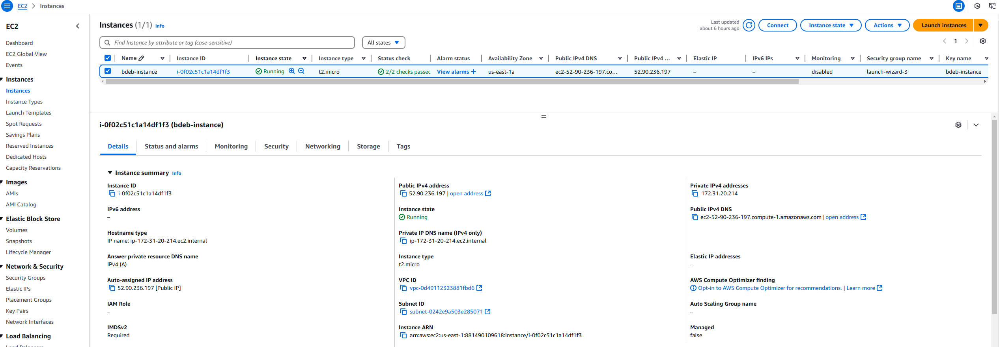 EC2 > Instances
EC2
Dashboard
EC2 Global View
Events
Instances
Instances
Instance Types
Launch Templates
Spot Requests
Savings Plans
Reserved Instances
Dedicated Hosts
Capacity Reservations
Images
AMIs
AMI Catalog
Elastic Block Store
Volumes
Snapshots
Lifecycle Manager
Network & Security
Security Groups
Elastic IPs
Placement Groups
Key Pairs
Network Interfaces
Load Balancing
Instances (1/1) Info
Last updated
about 6 hours ago
Connect
Instance state
Actions
Launch instances
Find Instance by attribute or tag (case-sensitive)
All states
1
Name Instance ID Instance state Instance type Status check Alarm status Availability Zone Public IPv4 DNS Public IPv4 ... Elastic IP IPv6 IPs Monitoring Security group name Key name
bdeb-instance i-0f02c51c1a14df1f3 Running t2.micro 2/2 checks passec View alarms + us-east-1a ec2-52-90-236-197.co... 52.90.236.197 – – disabled launch-wizard-3 bdeb-instance
i-0f02c51c1a14df1f3 (bdeb-instance)
Details Status and alarms Monitoring Security Networking Storage Tags
Instance summary Info
Instance ID
i-0f02c51c1a14df1f3
IPv6 address
–
Hostname type
IP name: ip-172-31-20-214.ec2.internal
Answer private resource DNS name
IPv4 (A)
Auto-assigned IP address
52.90.236.197 [Public IP]
IAM Role
–
IMDSv2
Required
Public IPv4 address
52.90.236.197 | open address
Instance state
Running
Private IP DNS name (IPv4 only)
ip-172-31-20-214.ec2.internal
Instance type
t2.micro
VPC ID
vpc-0d49112323881fbd6
Subnet ID
subnet-0242e9a503e285071
Instance ARN
arn:aws:ec2:us-east-1:881490109618:instance/i-0f02c51c1a14df1f3
Private IPv4 addresses
172.31.20.214
Public IPv4 DNS
ec2-52-90-236-197.compute-1.amazonaws.com | open address
Elastic IP addresses
–
AWS Compute Optimizer finding
Opt-in to AWS Compute Optimizer for recommendations. | Learn more
Auto Scaling Group name
–
Managed
false